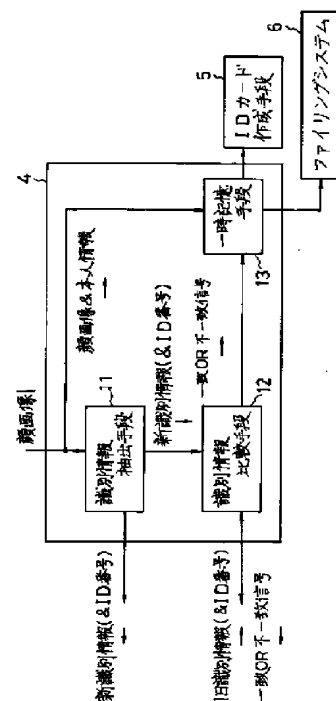 顔画像
4
顔画像&本人情報
11
識別情報
抽出手段
新識別情報(&ID番号)
新識別情報(&ID番号)
一致OR不一致信号
識別情報
比較手段
12
旧識別情報(&ID番号)
一致OR不一致信号
一時記憶
手段
13
5
IDカード
作成手段
6
ファイリングシステム